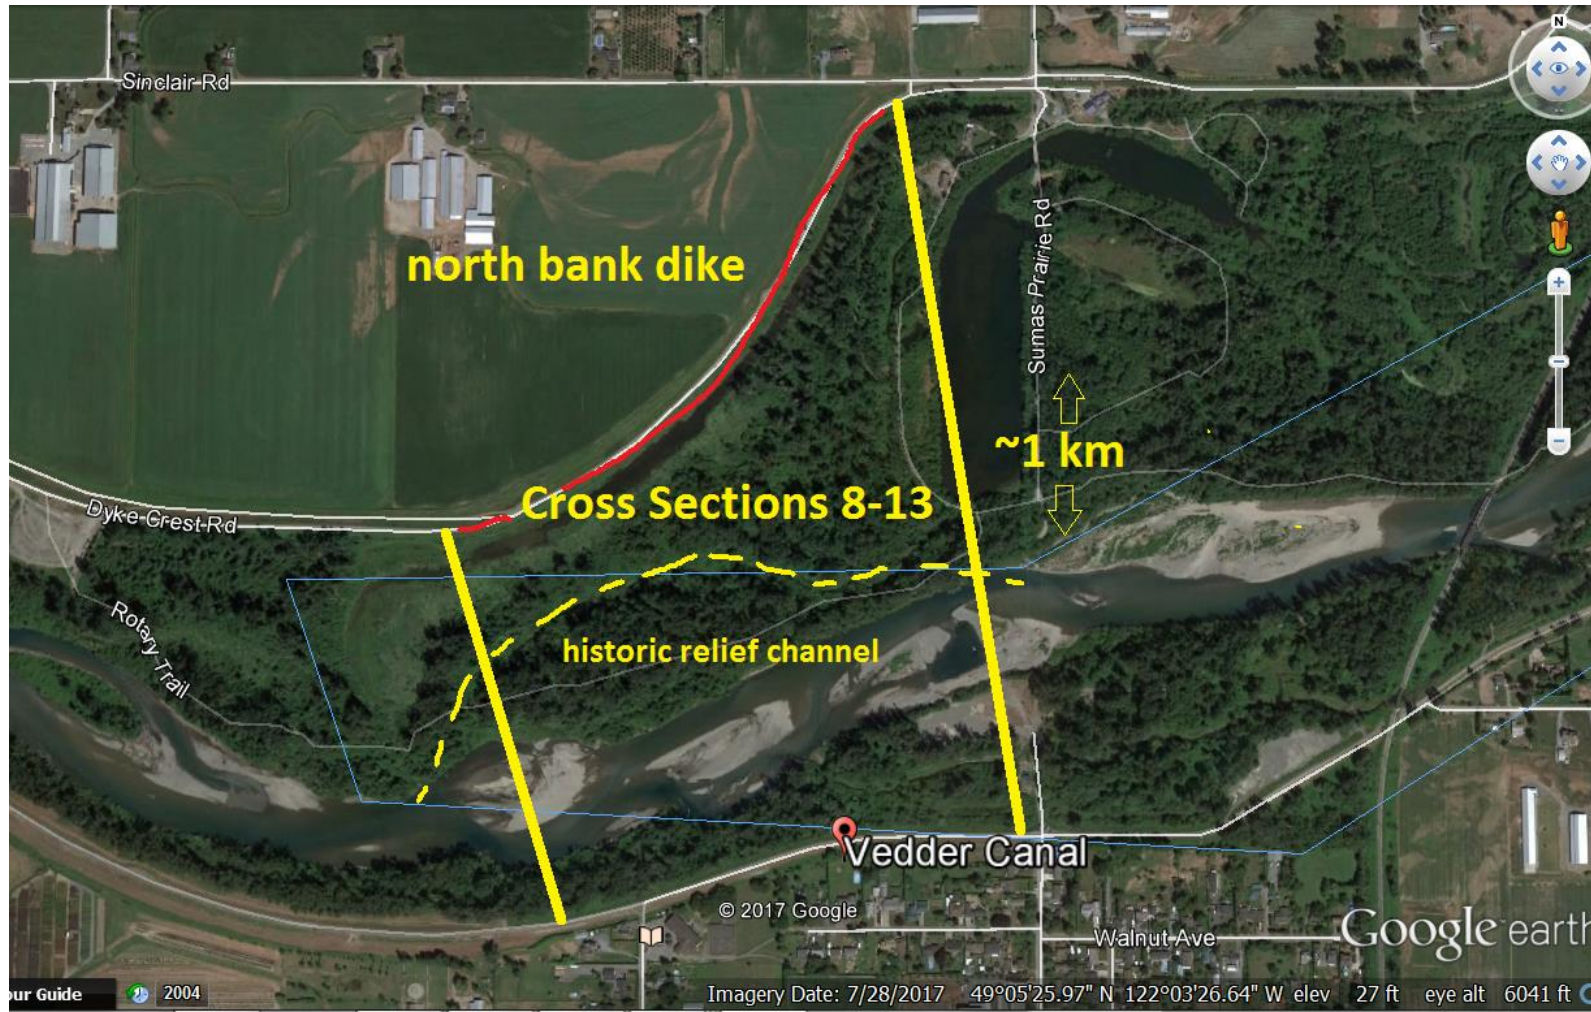 N
Sinclair Rd
north bank dike
Sumas Prairie Rd
~1 km
Cross Sections 8-13
Dyke Crest Rd
Rotary Trail
historic relief channel
Vedder Canal
© 2017 Google
Walnut Ave
Google earth
our Guide
2004
Imagery Date: 7/28/2017 49°05'25.97" N 122°03'26.64" W elev 27 ft eye alt 6041 ft